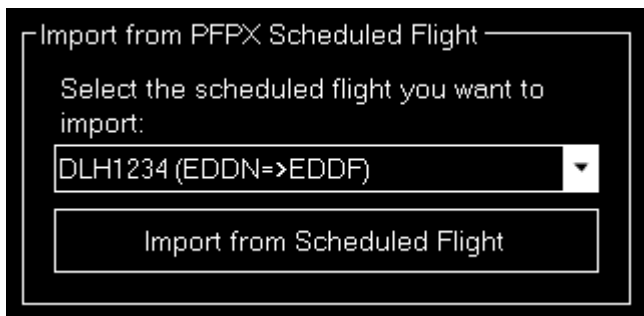 Import from PFPX Scheduled Flight
Select the scheduled flight you want to
import:
DLH1234 (EDDN=>EDDF)
Import from Scheduled Flight